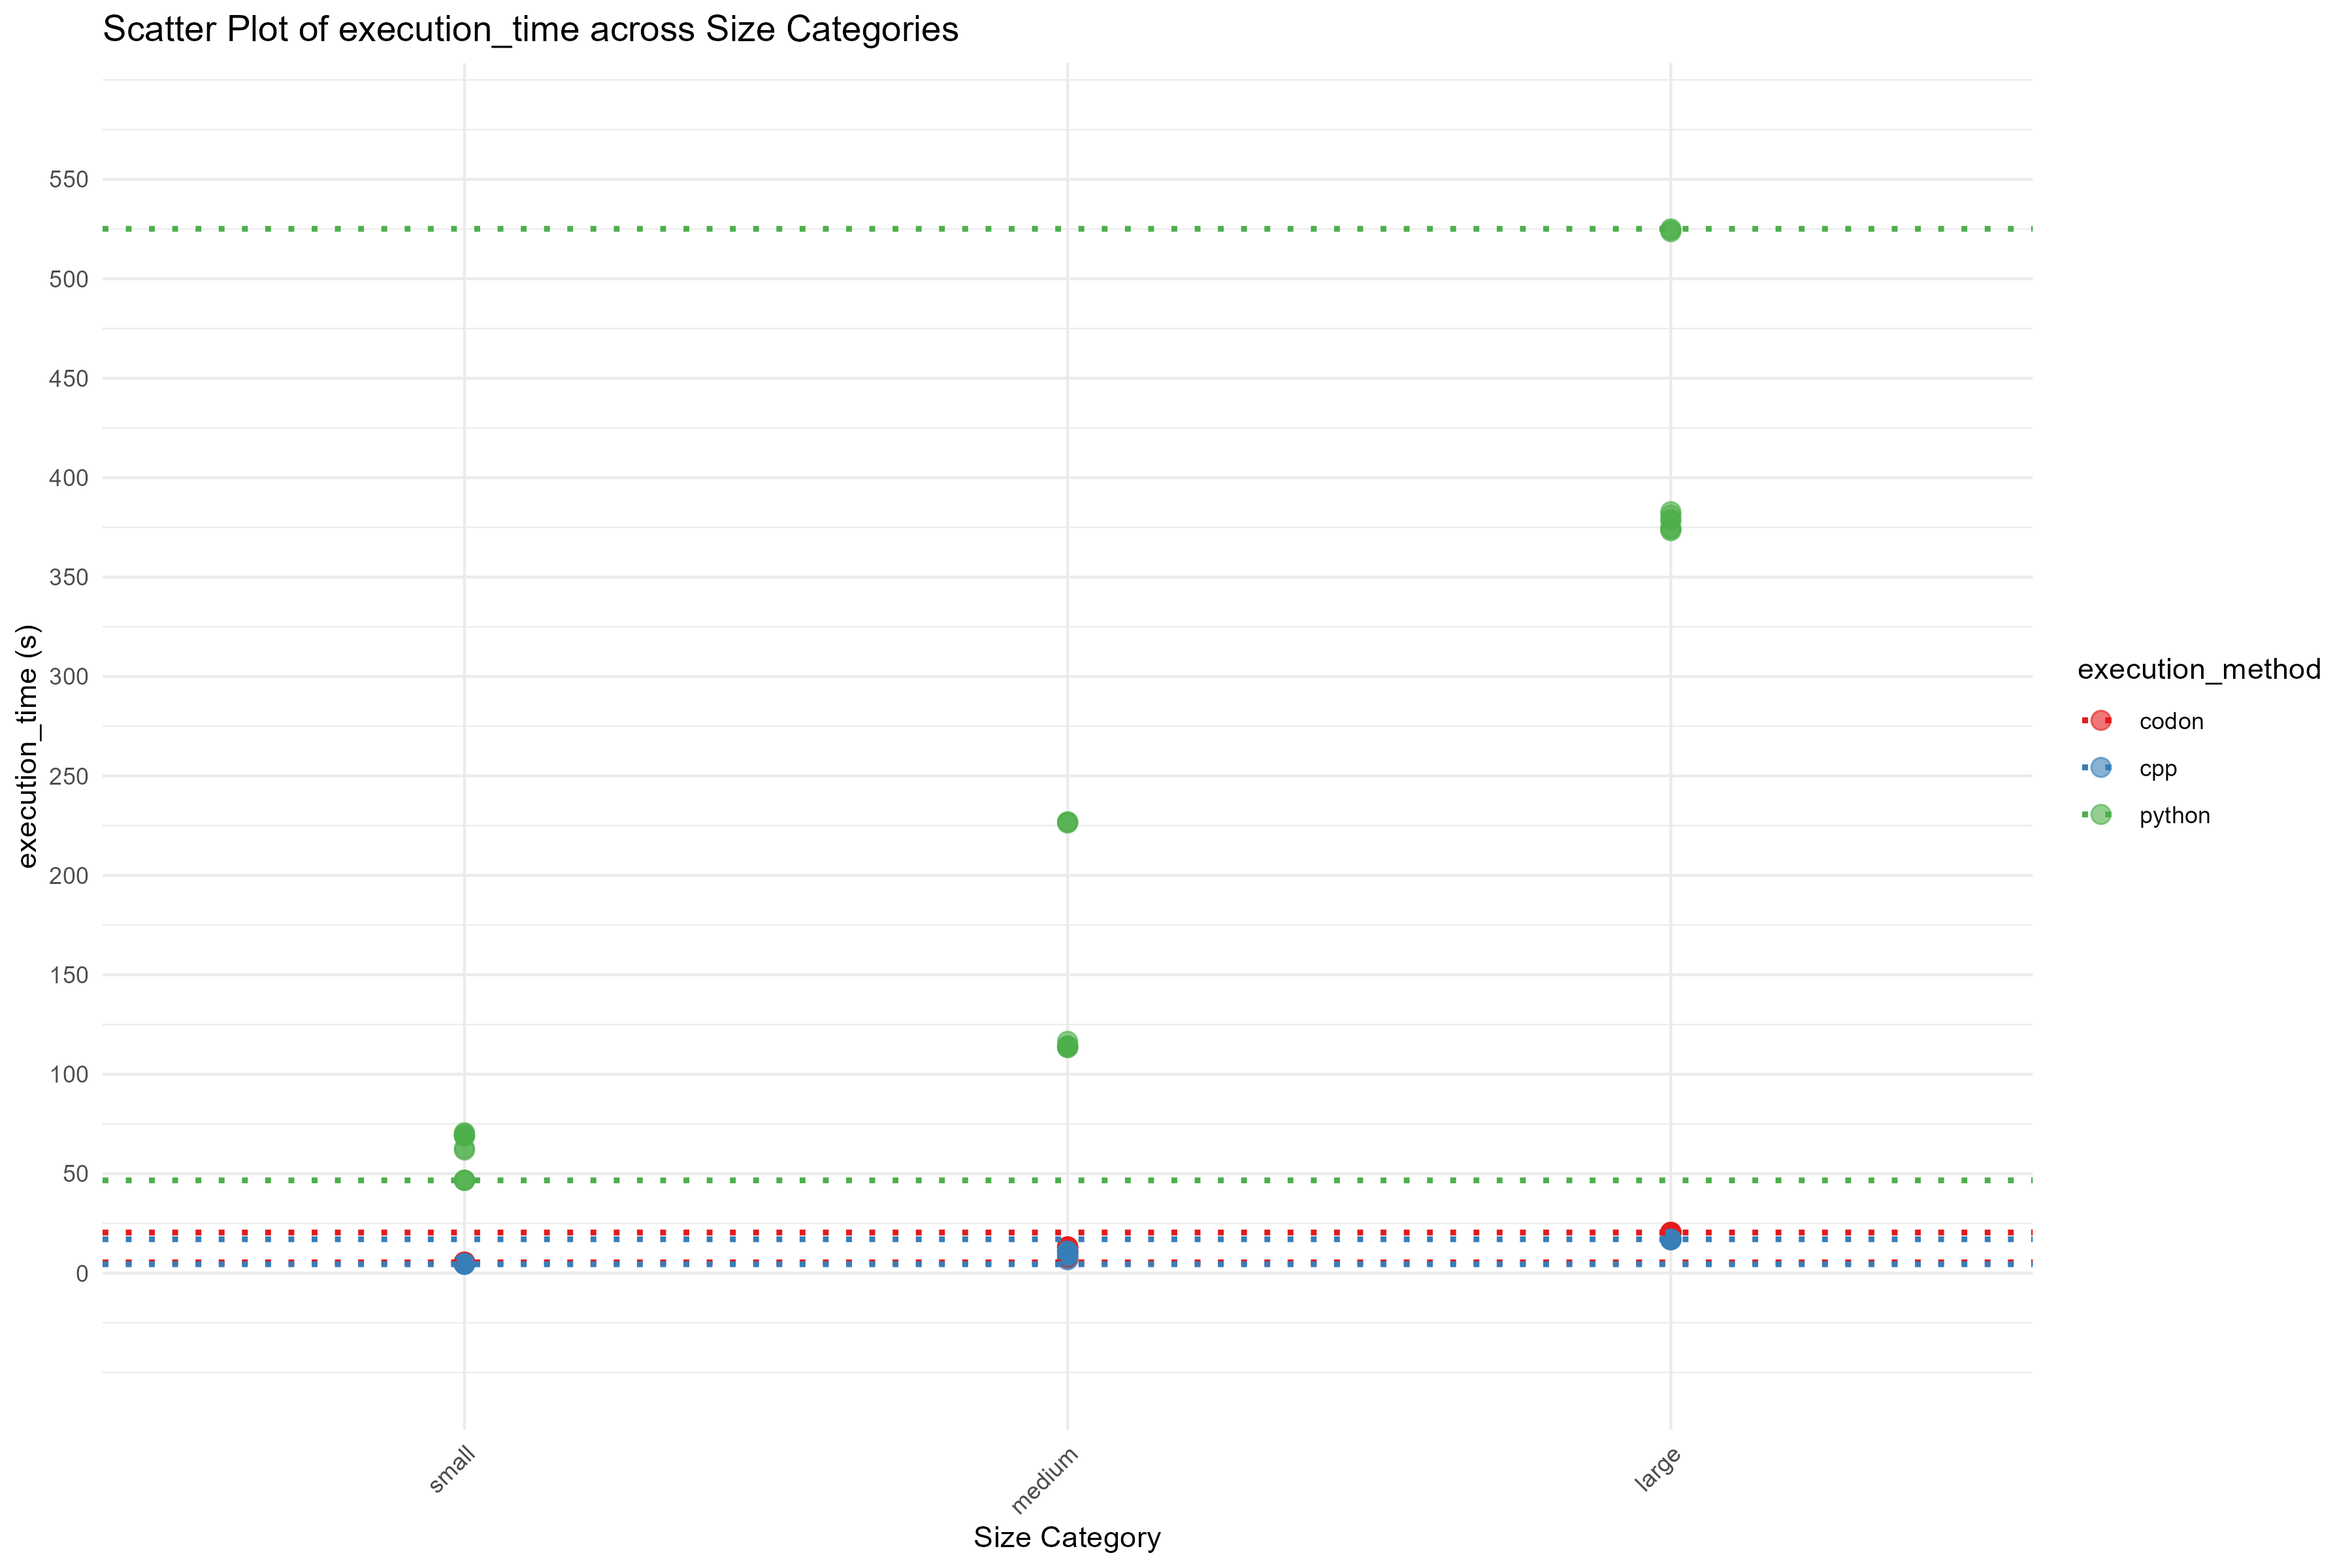 Scatter Plot of execution_time across Size Categories
execution_time (s)
550
500
450
400
350
300
250
200
150
100
50
0
small
medium
large
Size Category
execution_method
codon
cpp
python